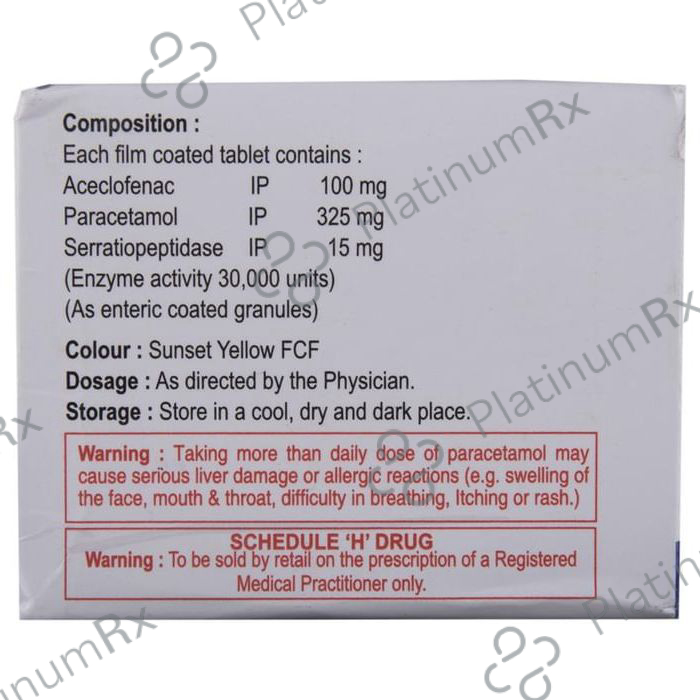 PlatinumRx
Composition :
Each film coated tablet contains :
Aceclofenac IP 100 mg
Paracetamol IP 325 mg
Serratiopeptidase IP 15 mg
(Enzyme activity 30,000 units)
(As enteric coated granules)
Colour : Sunset Yellow FCF
Dosage : As directed by the Physician.
Storage : Store in a cool, dry and dark place.
PlatinumRx
Warning : Taking more than daily dose of paracetamol may
cause serious liver damage or allergic reactions (e.g. swelling of
the face, mouth & throat, difficulty in breathing, Itching or rash.)
SCHEDULE 'H' DRUG
Warning : To be sold by retail on the prescription of a Registered
Medical Practitioner only.
PlatinumRx